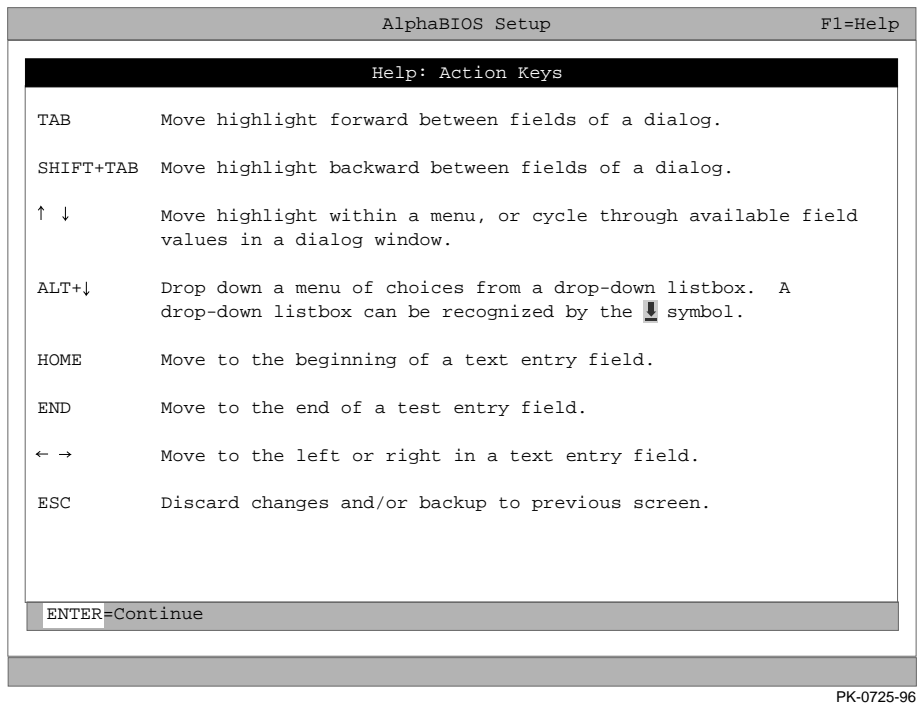 AlphaBIOS Setup F1=Help
Help: Action Keys
TAB Move highlight forward between fields of a dialog.
SHIFT+TAB Move highlight backward between fields of a dialog.
↑ ↓ Move highlight within a menu, or cycle through available field
values in a dialog window.
ALT+↓ Drop down a menu of choices from a drop-down listbox. A
drop-down listbox can be recognized by the ⬇ symbol.
HOME Move to the beginning of a text entry field.
END Move to the end of a test entry field.
← → Move to the left or right in a text entry field.
ESC Discard changes and/or backup to previous screen.
ENTER=Continue
PK-0725-96